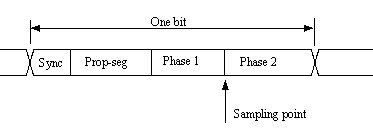 One bit
Sync Prop-seg Phase 1 Phase 2
Sampling point